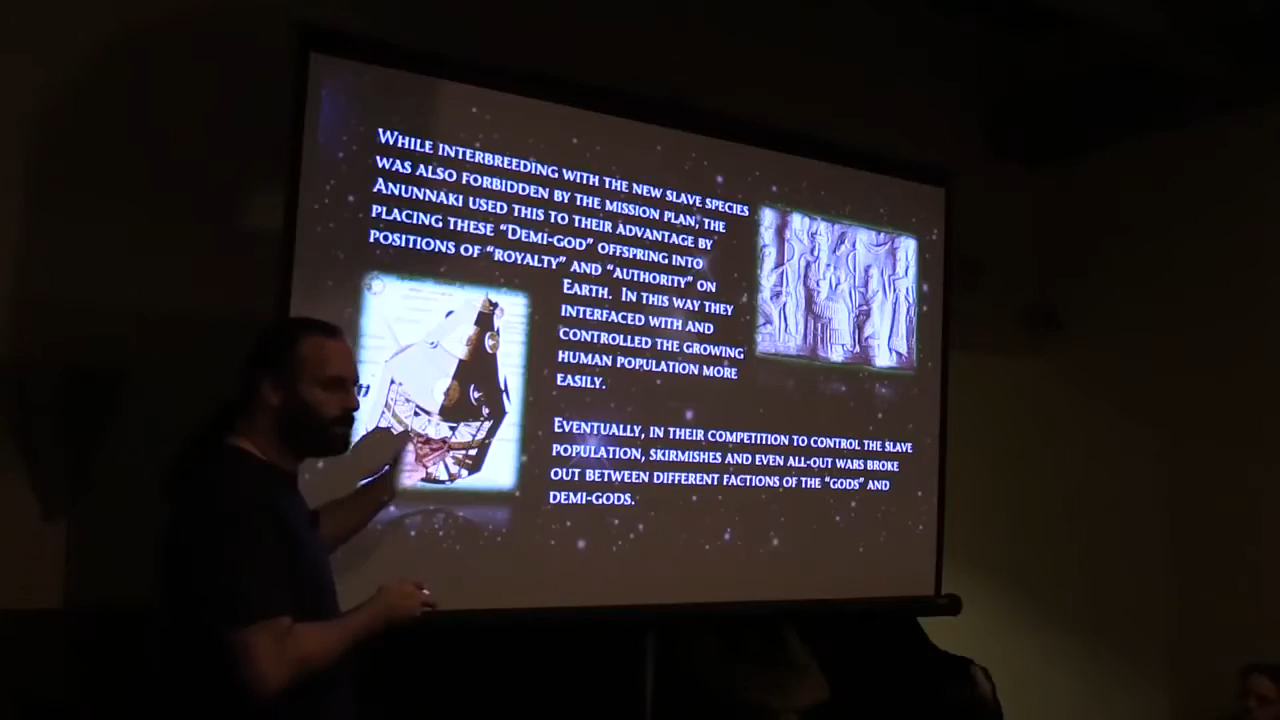 While interbreeding with the new slave species
was also forbidden by the mission plan, the
Anunnaki used this to their advantage by
placing these “Demi-god” offspring into
positions of “royalty” and “authority” on
Earth. In this way they
interfaced with and
controlled the growing
human population more
easily.
Eventually, in their competition to control the slave
population, skirmishes and even all-out wars broke
out between different factions of the “gods” and
demi-gods.